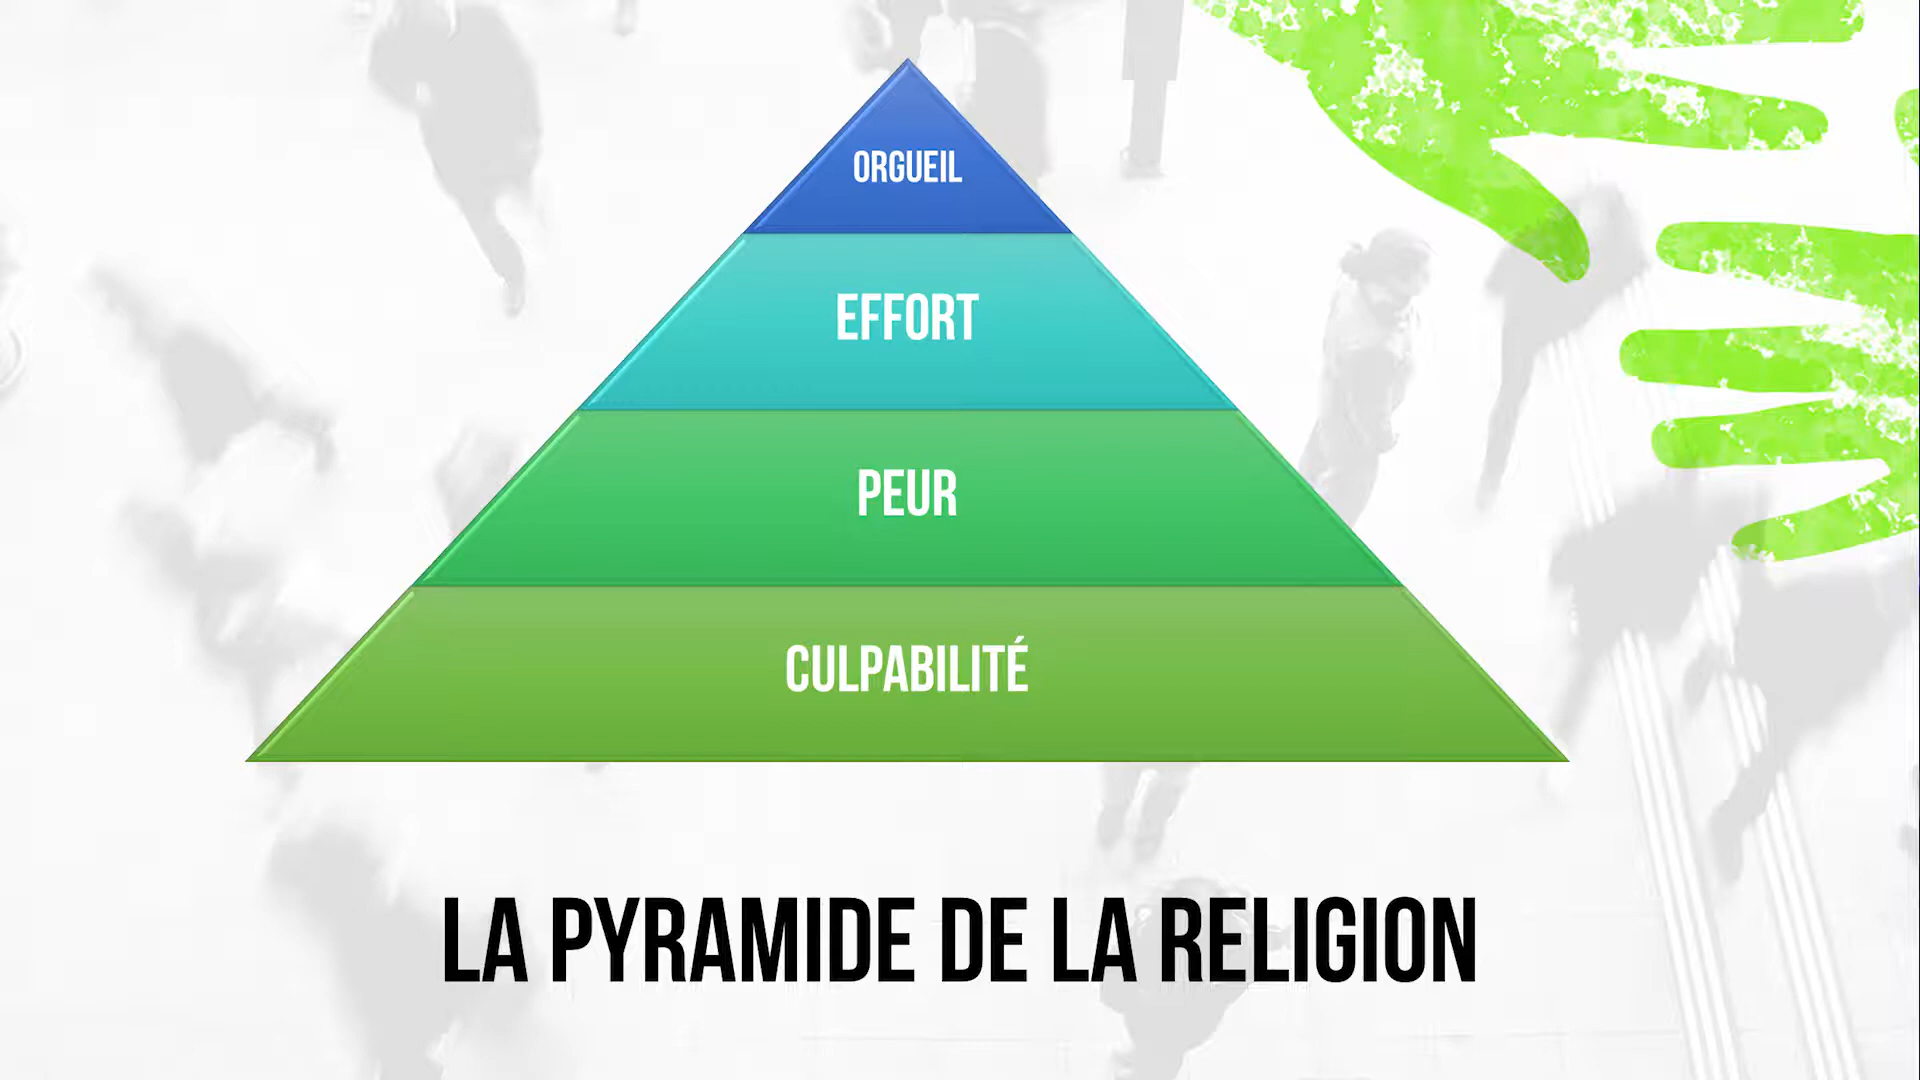 ORGUEIL
EFFORT
PEUR
CULPABILITÉ
LA PYRAMIDE DE LA RELIGION